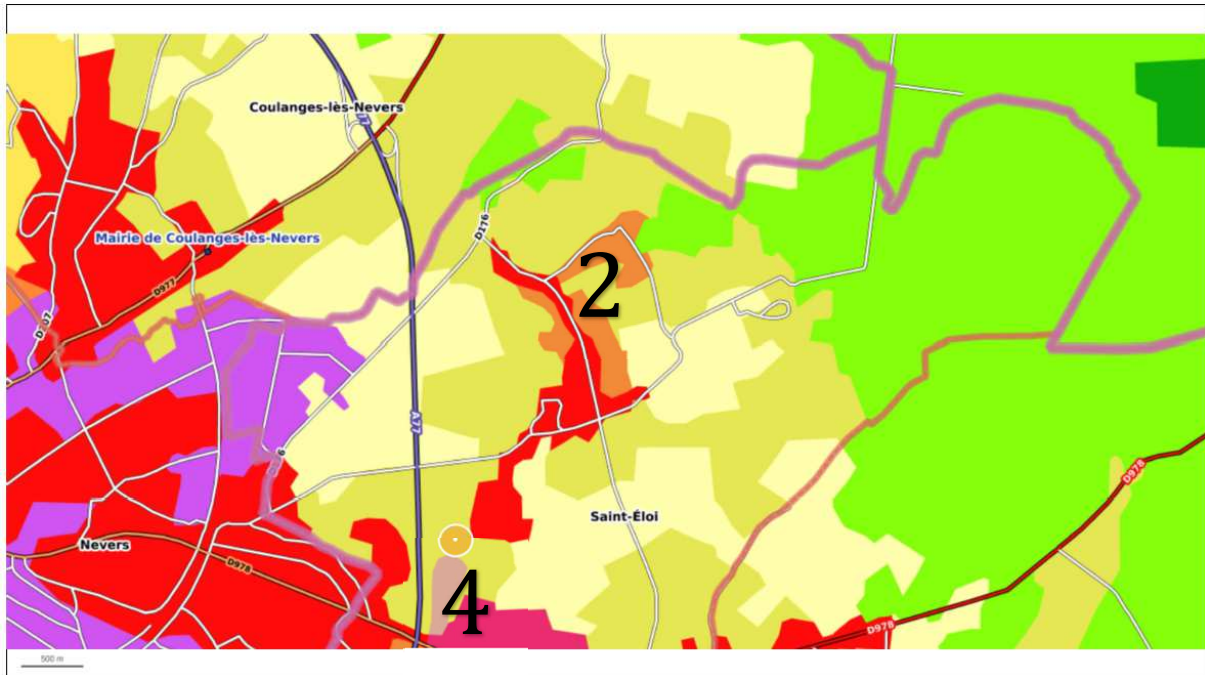 Coulanges-lès-Nevers
D176
Mairie de Coulanges-lès-Nevers
2
D977
A77
Saint-Éloi
D978
Nevers
D978
4
D978
500 m